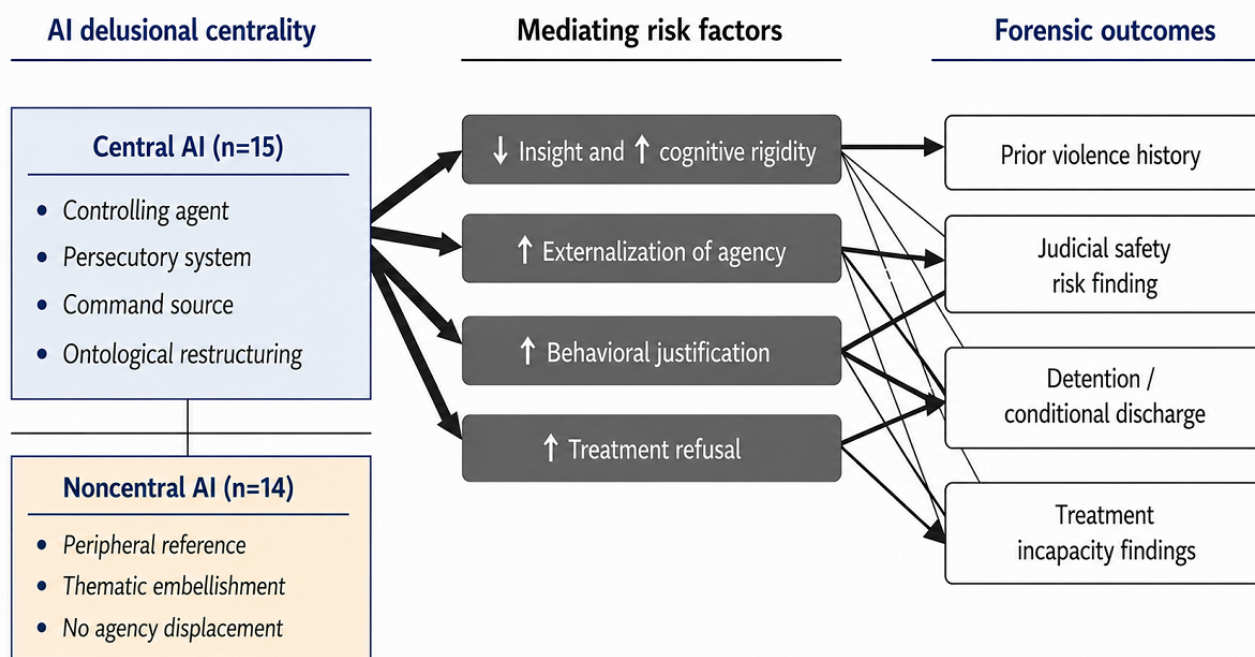 AI delusional centrality
Mediating risk factors
Forensic outcomes
Central AI (n=15)
• Controlling agent
• Persecutory system
• Command source
• Ontological restructuring
Noncentral AI (n=14)
• Peripheral reference
• Thematic embellishment
• No agency displacement
↓ Insight and ↑ cognitive rigidity
↑ Externalization of agency
↑ Behavioral justification
↑ Treatment refusal
Prior violence history
Judicial safety
risk finding
Detention /
conditional discharge
Treatment
incapacity findings